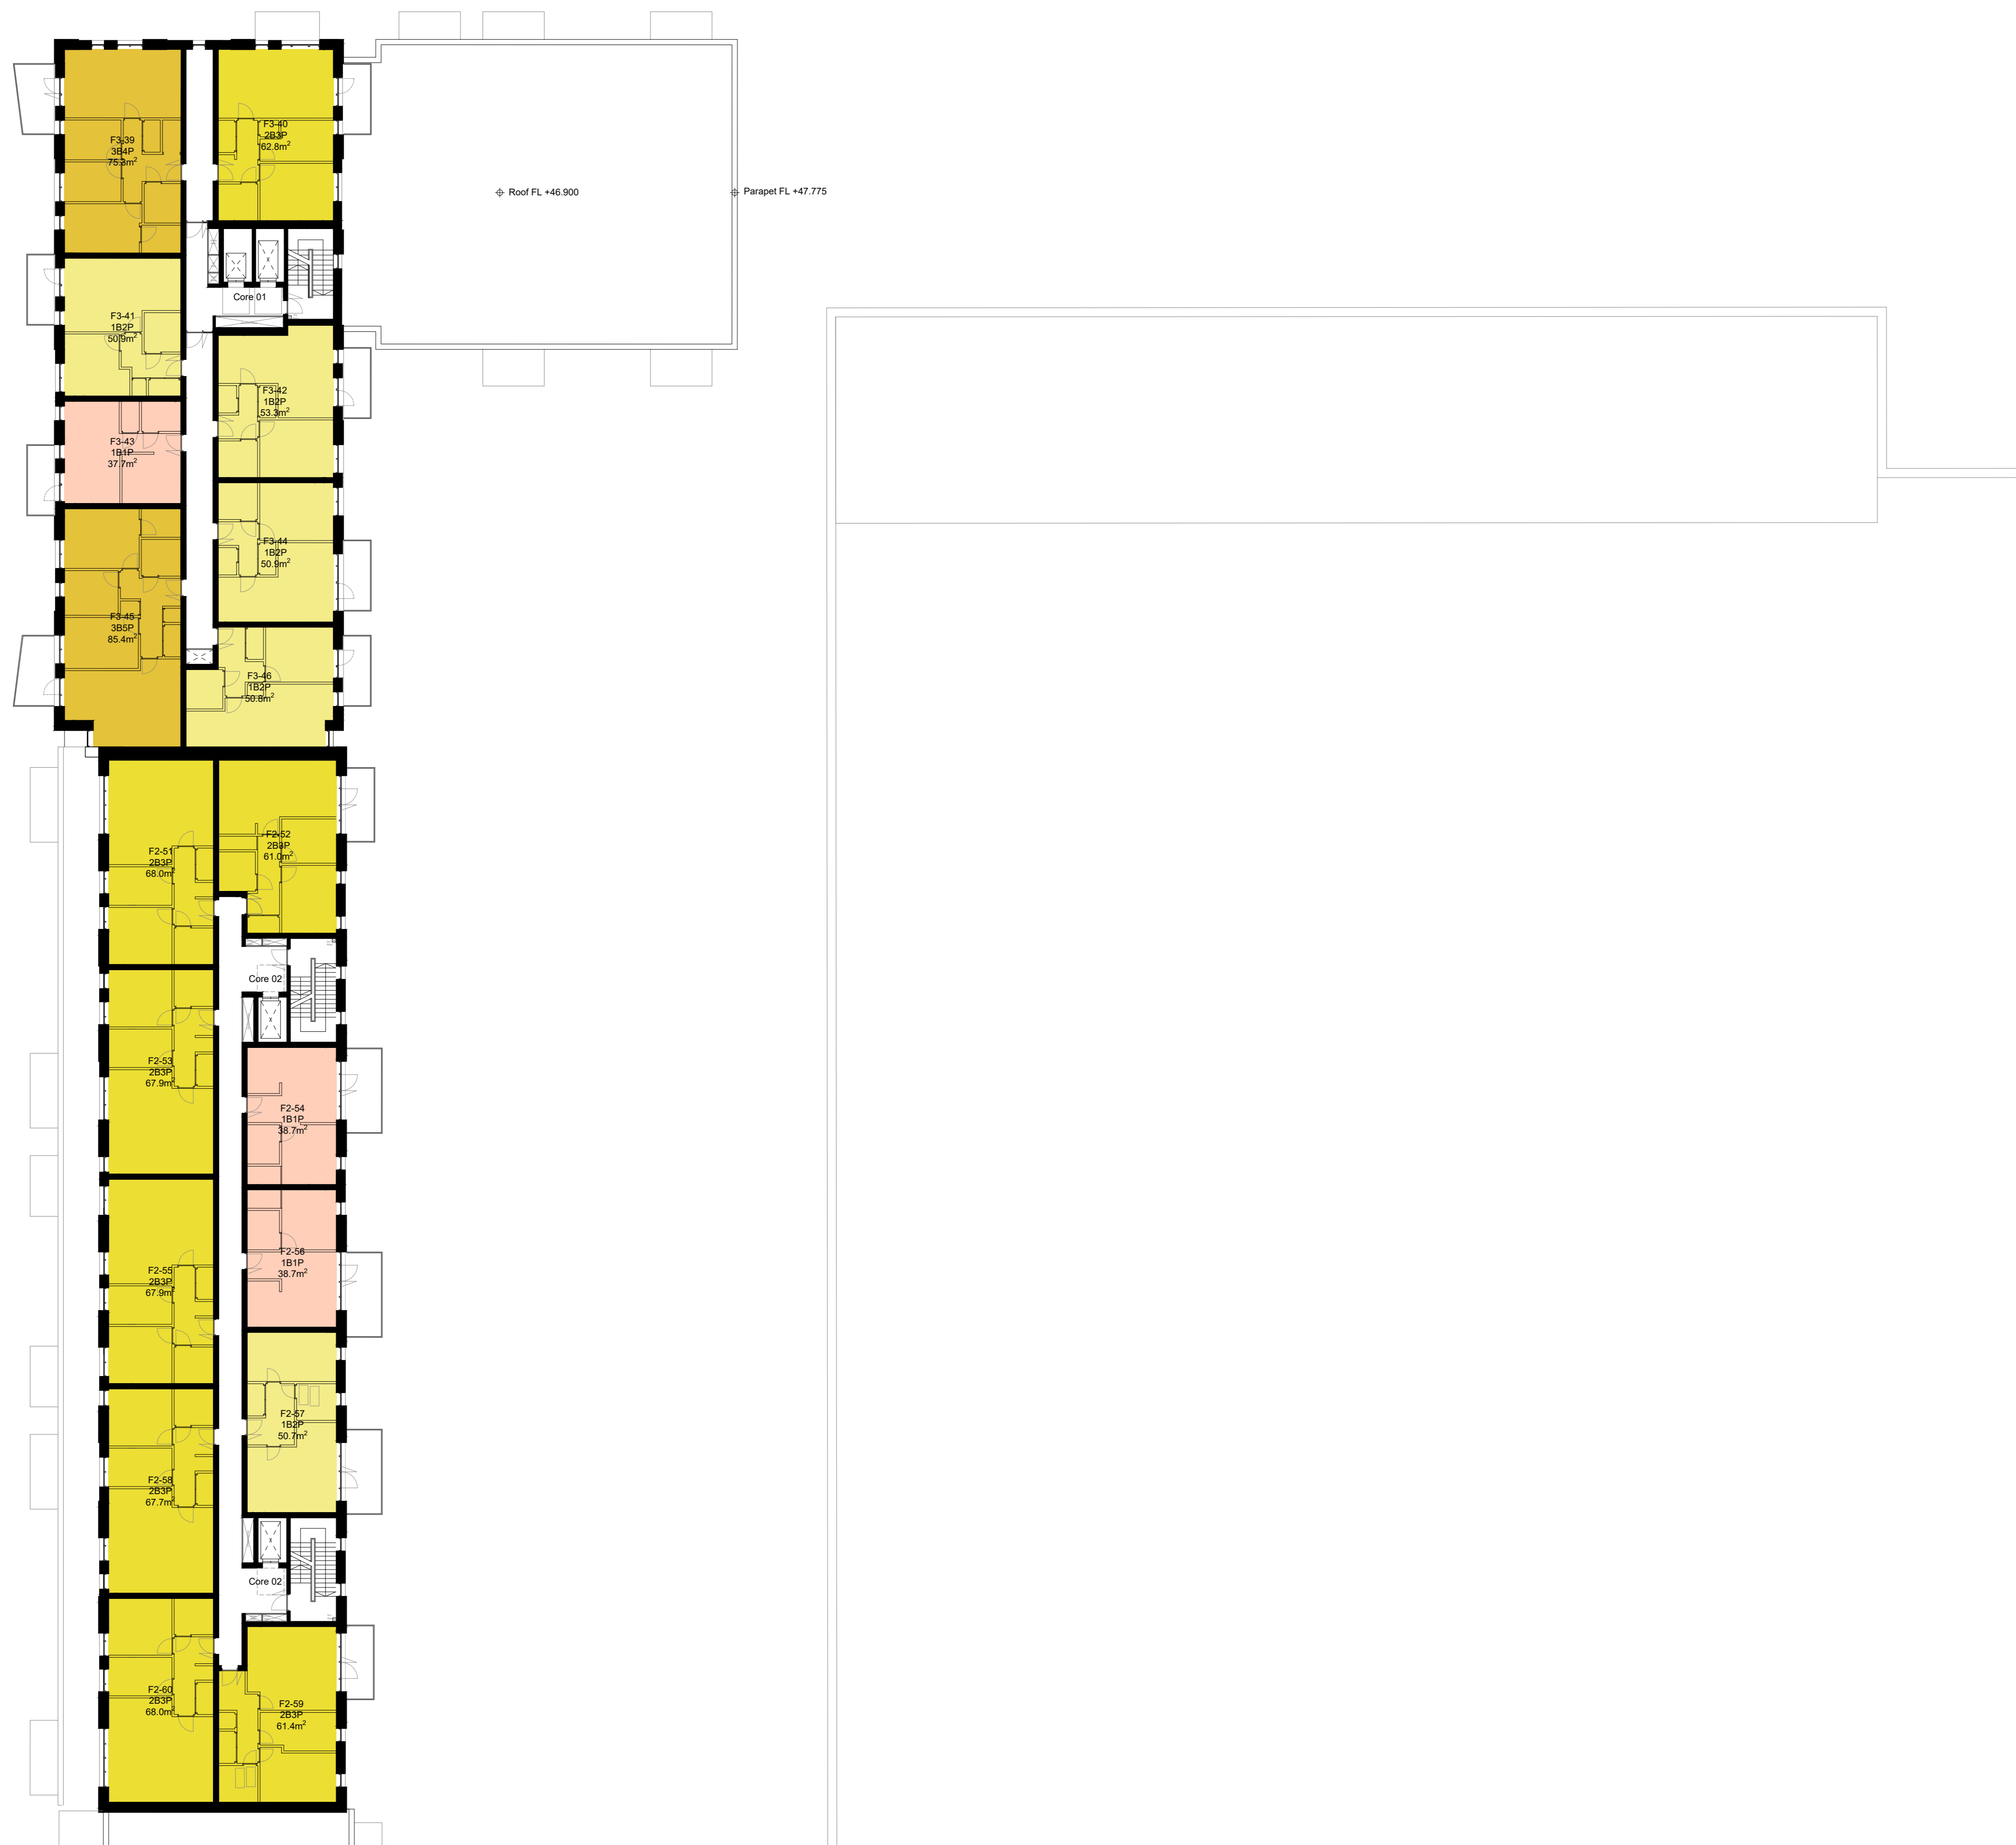 F3-39
3B4P
75.3m²
F3-40
2B3P
62.8m²
Roof FL +46.900
Parapet FL +47.775
Core 01
F3-41
1B2P
50.9m²
F3-42
1B2P
53.3m²
F3-43
1B1P
37.7m²
F3-44
1B2P
50.9m²
F3-45
3B5P
85.4m²
F3-46
1B2P
50.8m²
F2-51
2B3P
68.0m²
F2-52
2B3P
61.0m²
Core 02
F2-53
2B3P
67.9m²
F2-54
1B1P
38.7m²
F2-55
2B3P
67.9m²
F2-56
1B1P
38.7m²
F2-57
1B2P
50.7m²
F2-58
2B3P
67.7m²
Core 02
F2-60
2B3P
68.0m²
F2-59
2B3P
61.4m²